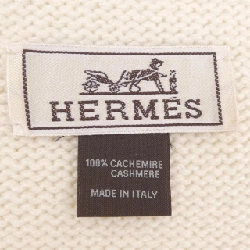 HERMÈS
100% CACHEMIRE
CASHMERE
MADE IN ITALY